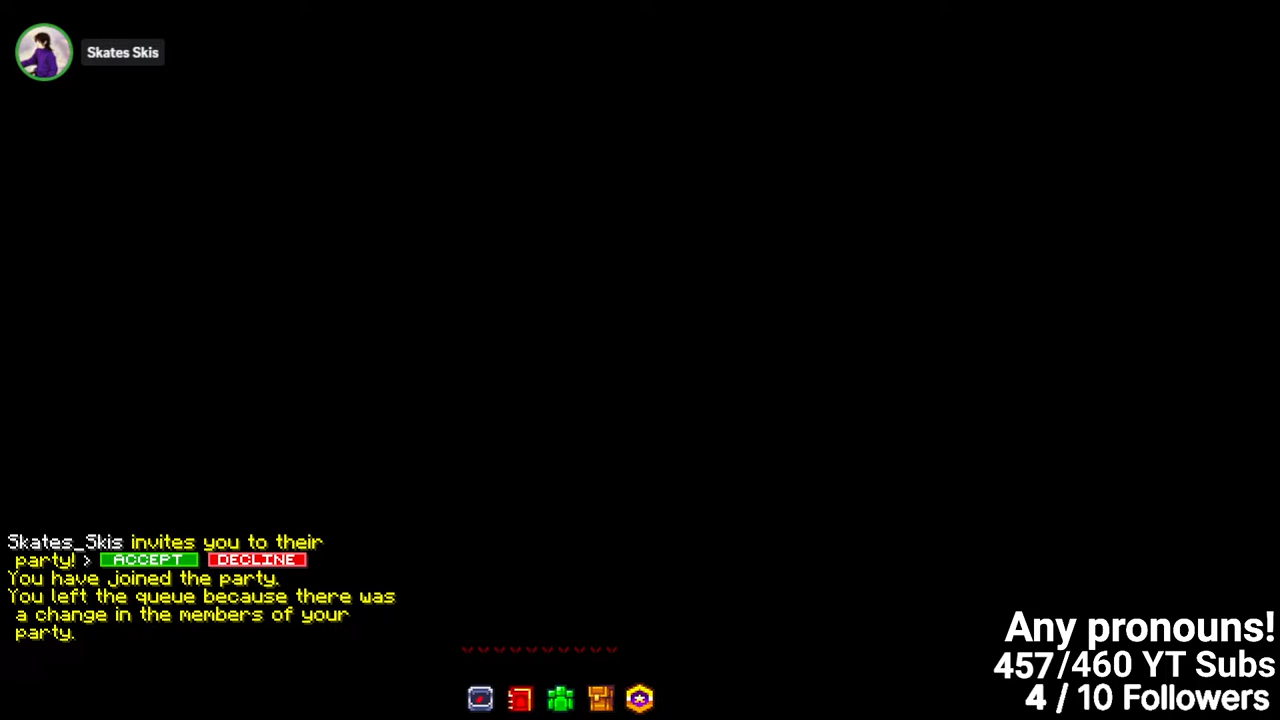 Skates Skis
Skates_Skis invites you to their
party! > ACCEPT DECLINE
You have joined the party.
You left the queue because there was
a change in the members of your
party.
Any pronouns!
457/460 YT Subs
4 / 10 Followers